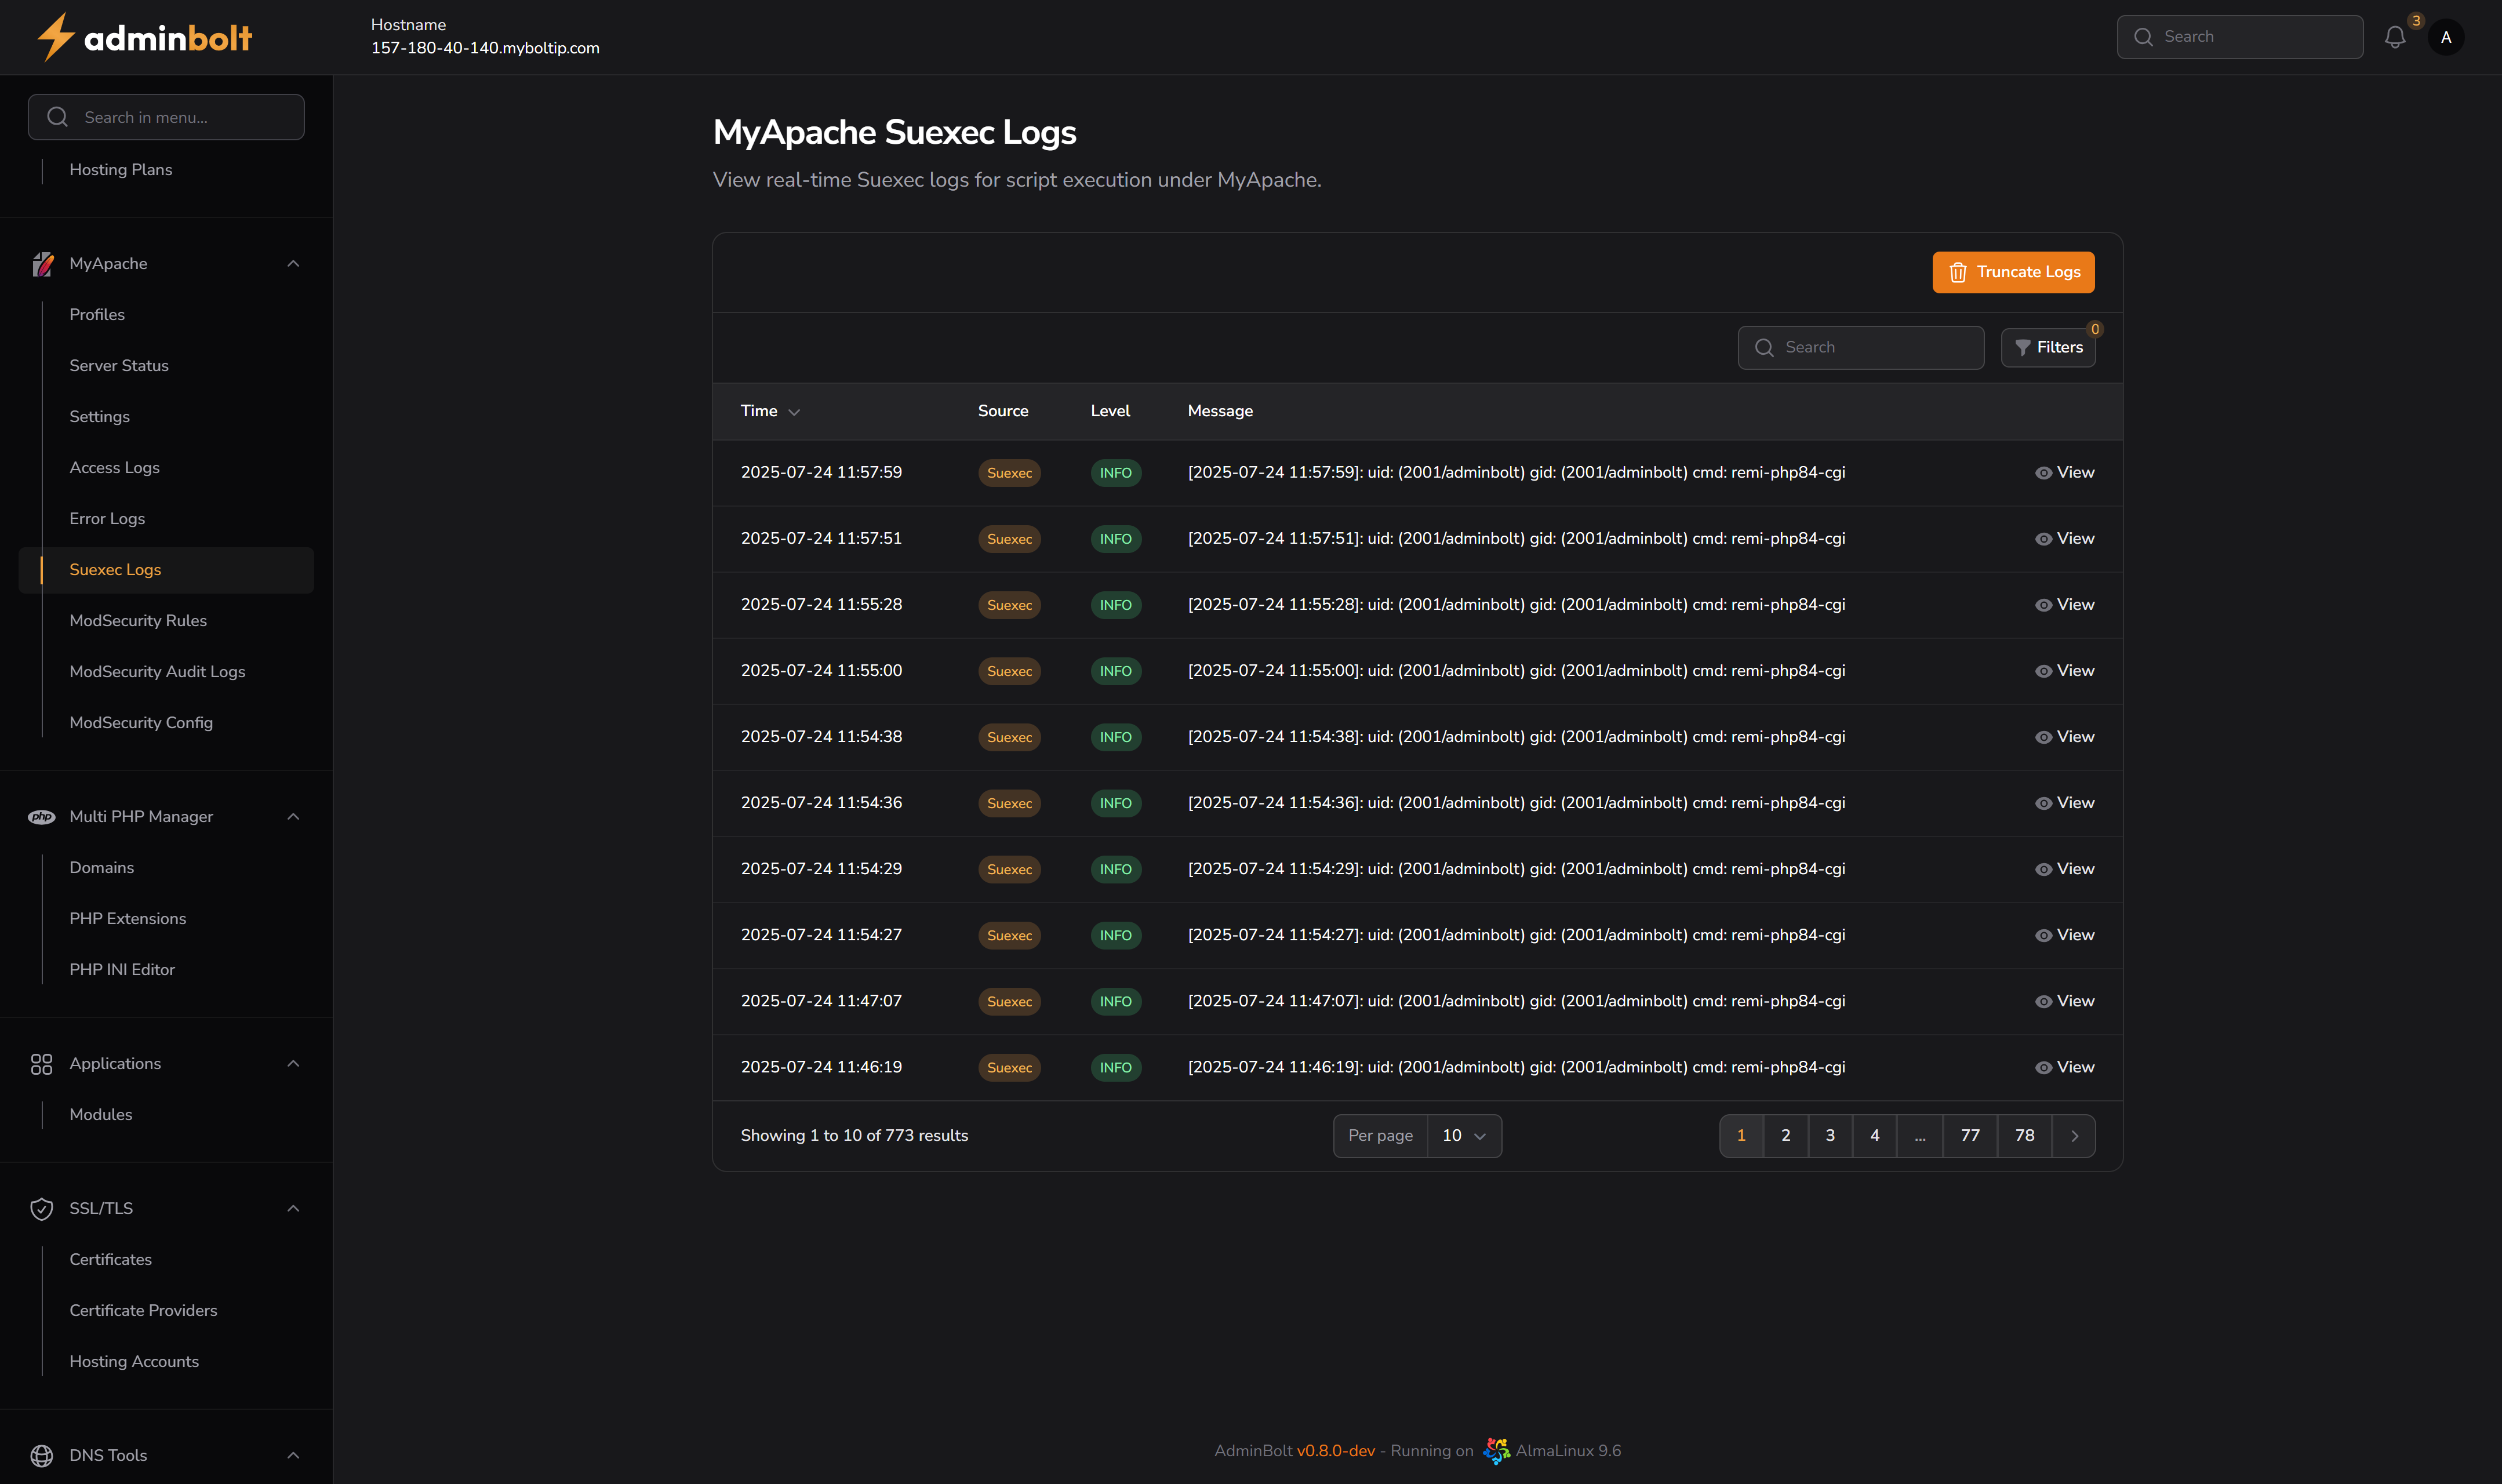 adminbolt
Hostname
157-180-40-140.myboltip.com
Search
3
A
Search in menu...
Hosting Plans
MyApache
Profiles
Server Status
Settings
Access Logs
Error Logs
Suexec Logs
ModSecurity Rules
ModSecurity Audit Logs
ModSecurity Config
php
Multi PHP Manager
Domains
PHP Extensions
PHP INI Editor
Applications
Modules
SSL/TLS
Certificates
Certificate Providers
Hosting Accounts
DNS Tools
MyApache Suexec Logs
View real-time Suexec logs for script execution under MyApache.
Truncate Logs
Search
Filters
0
Time Source Level Message
2025-07-24 11:57:59 Suexec INFO [2025-07-24 11:57:59]: uid: (2001/adminbolt) gid: (2001/adminbolt) cmd: remi-php84-cgi View
2025-07-24 11:57:51 Suexec INFO [2025-07-24 11:57:51]: uid: (2001/adminbolt) gid: (2001/adminbolt) cmd: remi-php84-cgi View
2025-07-24 11:55:28 Suexec INFO [2025-07-24 11:55:28]: uid: (2001/adminbolt) gid: (2001/adminbolt) cmd: remi-php84-cgi View
2025-07-24 11:55:00 Suexec INFO [2025-07-24 11:55:00]: uid: (2001/adminbolt) gid: (2001/adminbolt) cmd: remi-php84-cgi View
2025-07-24 11:54:38 Suexec INFO [2025-07-24 11:54:38]: uid: (2001/adminbolt) gid: (2001/adminbolt) cmd: remi-php84-cgi View
2025-07-24 11:54:36 Suexec INFO [2025-07-24 11:54:36]: uid: (2001/adminbolt) gid: (2001/adminbolt) cmd: remi-php84-cgi View
2025-07-24 11:54:29 Suexec INFO [2025-07-24 11:54:29]: uid: (2001/adminbolt) gid: (2001/adminbolt) cmd: remi-php84-cgi View
2025-07-24 11:54:27 Suexec INFO [2025-07-24 11:54:27]: uid: (2001/adminbolt) gid: (2001/adminbolt) cmd: remi-php84-cgi View
2025-07-24 11:47:07 Suexec INFO [2025-07-24 11:47:07]: uid: (2001/adminbolt) gid: (2001/adminbolt) cmd: remi-php84-cgi View
2025-07-24 11:46:19 Suexec INFO [2025-07-24 11:46:19]: uid: (2001/adminbolt) gid: (2001/adminbolt) cmd: remi-php84-cgi View
Showing 1 to 10 of 773 results Per page 10 1 2 3 4 ... 77 78
AdminBolt v0.8.0-dev - Running on AlmaLinux 9.6